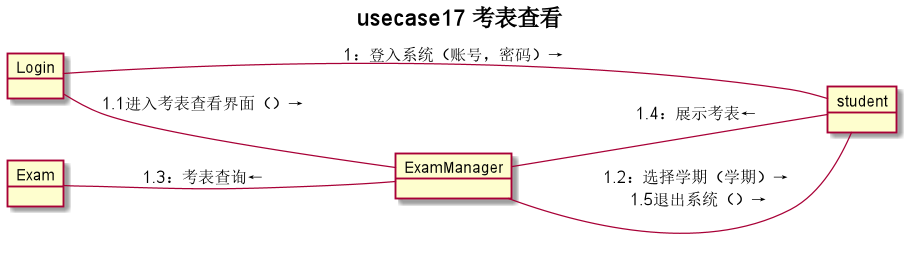 usecase17 考表查看
1：登入系统（账号，密码）→
Login
student
1.1进入考表查看界面（）→
1.4：展示考表←
ExamManager
Exam
1.3：考表查询←
1.2：选择学期（学期）→
1.5退出系统（）→